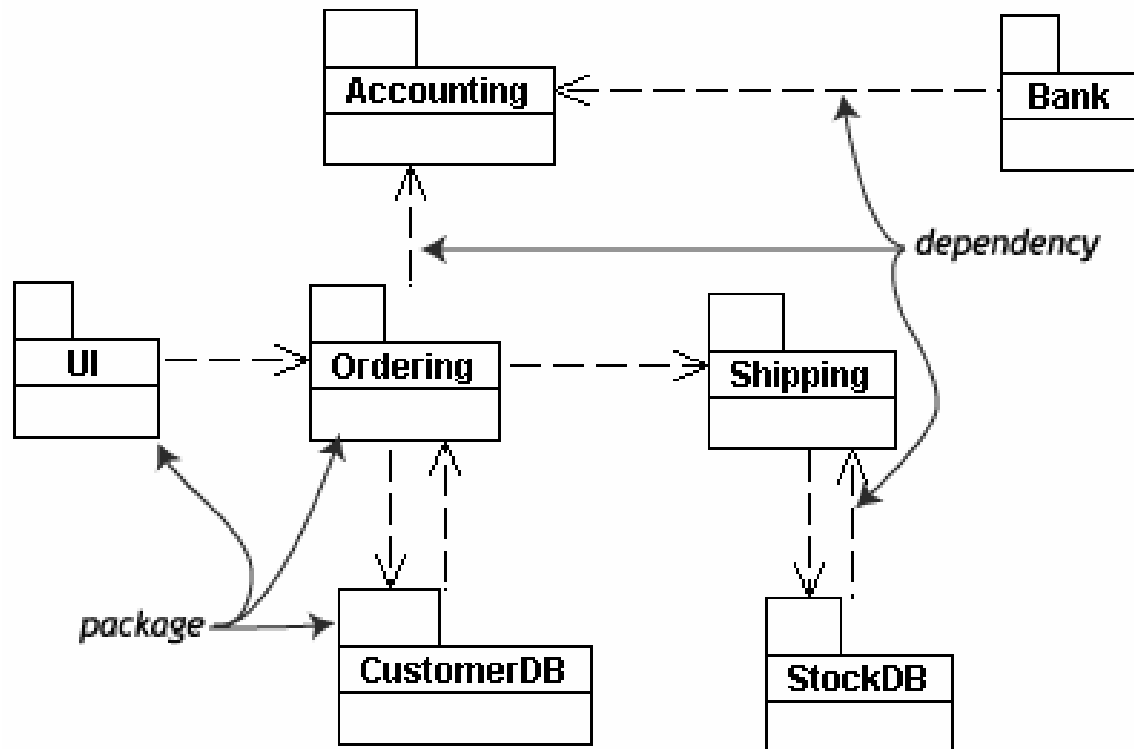 Accounting
Bank
dependency
UI
Ordering
Shipping
package
CustomerDB
StockDB